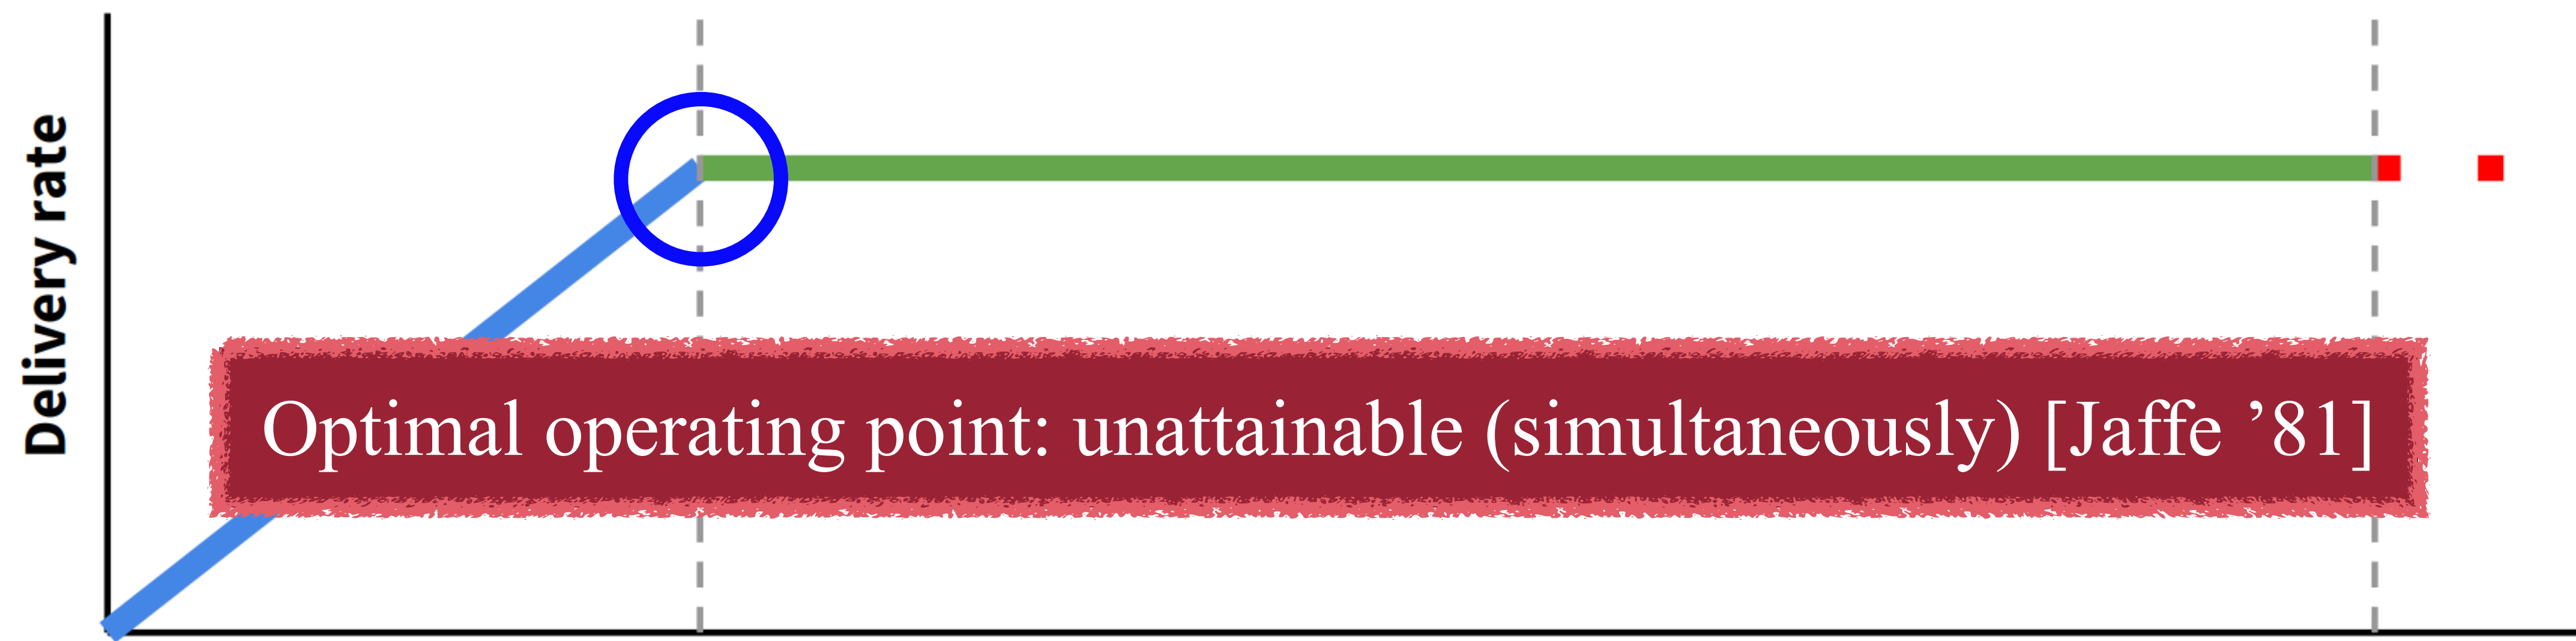 Delivery rate
Optimal operating point: unattainable (simultaneously) [Jaffe ’81]